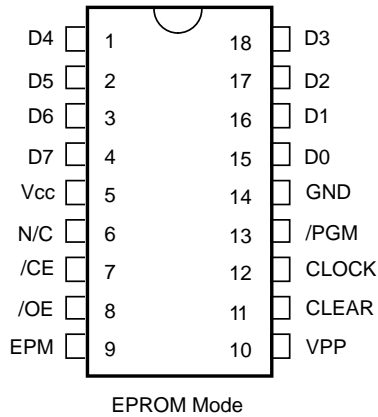 D4 1 18 D3
D5 2 17 D2
D6 3 16 D1
D7 4 15 D0
Vcc 5 14 GND
N/C 6 13 /PGM
/CE 7 12 CLOCK
/OE 8 11 CLEAR
EPM 9 10 VPP
EPROM Mode